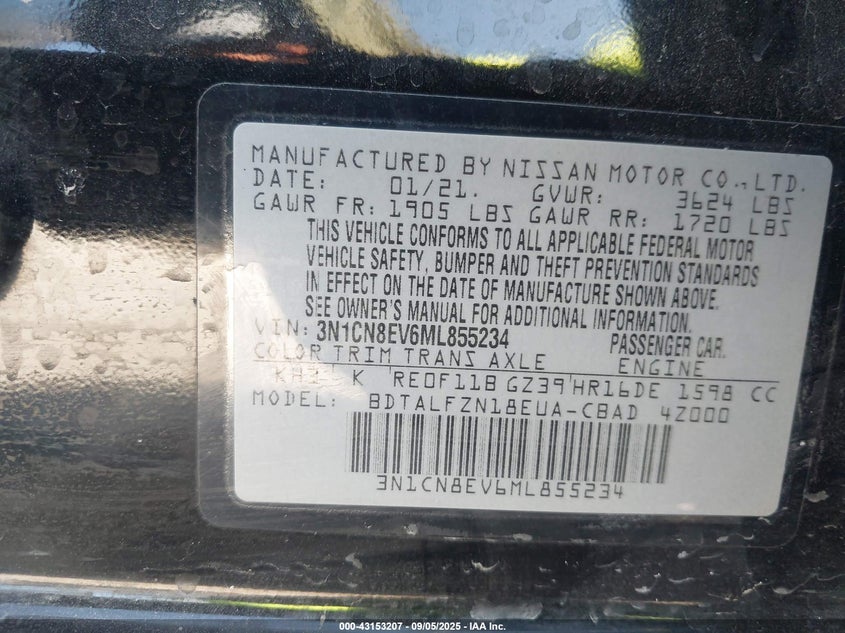 MANUFACTURED BY NISSAN MOTOR CO.,LTD.
DATE: 01/21. GVWR: 3624 LBS
GAWR FR: 1905 LBS GAWR RR: 1720 LBS
THIS VEHICLE CONFORMS TO ALL APPLICABLE FEDERAL MOTOR
VEHICLE SAFETY, BUMPER AND THEFT PREVENTION STANDARDS
IN EFFECT ON THE DATE OF MANUFACTURE SHOWN ABOVE.
SEE OWNER'S MANUAL FOR ADDITIONAL INFORMATION.
VIN: 3N1CN8EV6ML855234 PASSENGER CAR.
COLOR TRIM TRANS AXLE ENGINE
K RE0F11B GZ39 HR16DE 1598 CC
MODEL: BDTALFZN18EUA-CBAD 4Z000
3N1CN8EV6ML855234
000-43153207 - 09/05/2025 - IAA Inc.